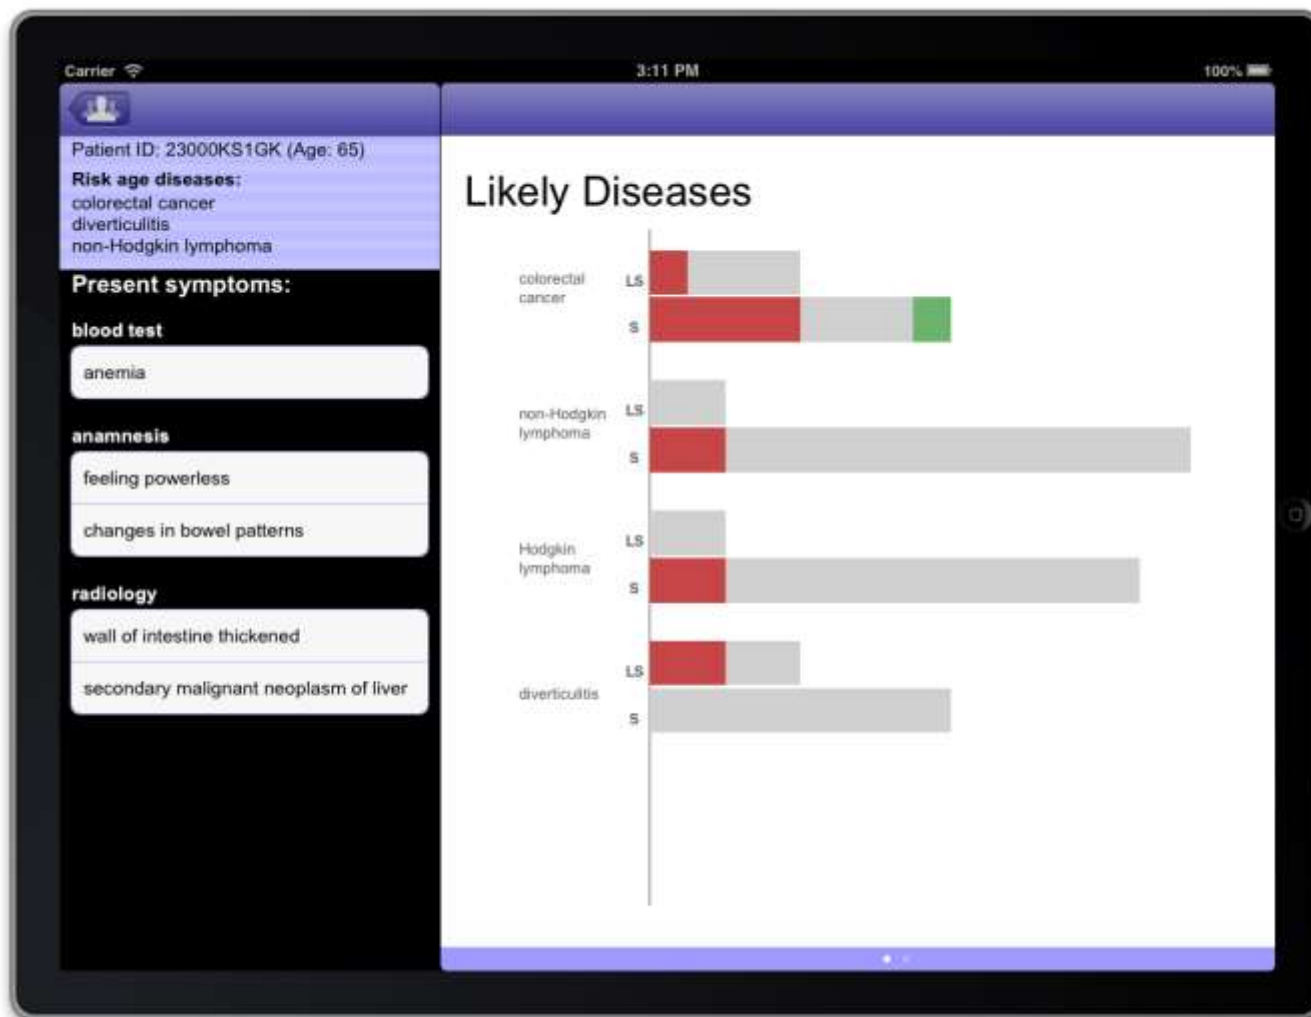 Carrier
3:11 PM
100%
Patient ID: 23000KS1GK (Age: 65)
Risk age diseases:
colorectal cancer
diverticulitis
non-Hodgkin lymphoma
Present symptoms:
blood test
anemia
anamnesis
feeling powerless
changes in bowel patterns
radiology
wall of intestine thickened
secondary malignant neoplasm of liver
Likely Diseases
colorectal
cancer
LS
S
non-Hodgkin
lymphoma
LS
S
Hodgkin
lymphoma
LS
S
diverticulitis
LS
S